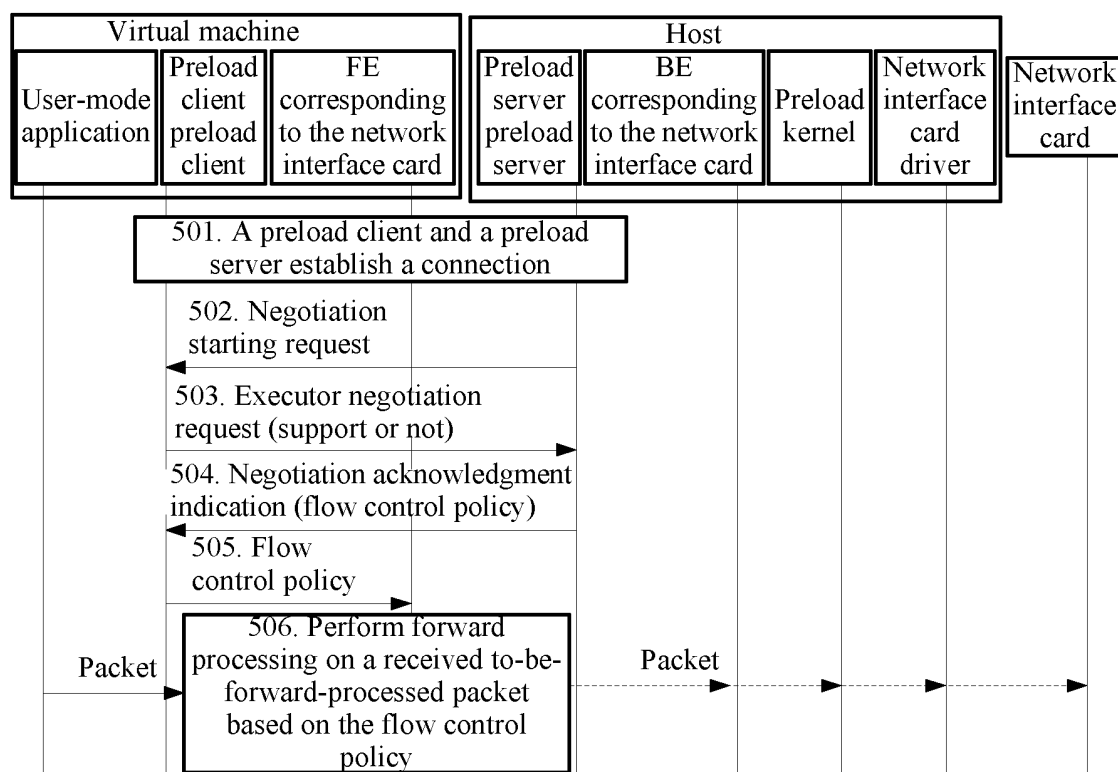 Virtual machine
Host
User-mode
application
Preload
client
preload
client
FE
corresponding
to the network
interface card
Preload
server
preload
server
BE
corresponding
to the network
interface card
Preload
kernel
Network
interface
card
driver
Network
interface
card
501. A preload client and a preload
server establish a connection
502. Negotiation
starting request
503. Executor negotiation
request (support or not)
504. Negotiation acknowledgment
indication (flow control policy)
505. Flow
control policy
506. Perform forward
processing on a received to-be-
forward-processed packet
based on the flow control
policy
Packet
Packet